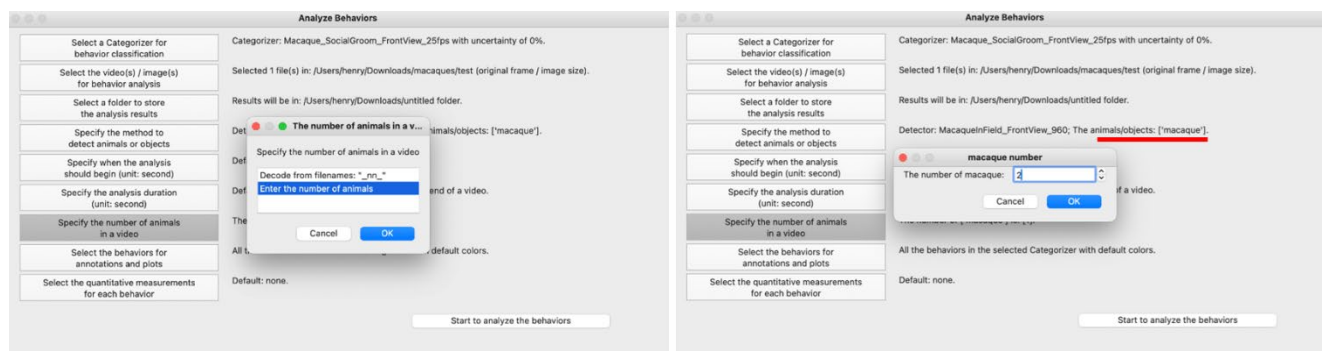 Analyze Behaviors
Select a Categorizer for
behavior classification
Categorizer: Macaque_SocialGroom_FrontView_25fps with uncertainty of 0%.
Select the video(s) / image(s)
for behavior analysis
Selected 1 file(s) in: /Users/henry/Downloads/macaques/test (original frame / image size).
Select a folder to store
the analysis results
Results will be in: /Users/henry/Downloads/untitled folder.
Specify the method to
detect animals or objects
Det
nimals/objects: ['macaque'].
The number of animals in a v...
Specify the number of animals in a video
Decode from filenames: "_nn_"
Enter the number of animals
Cancel
OK
Specify when the analysis
should begin (unit: second)
Def
Specify the analysis duration
(unit: second)
Def
end of a video.
Specify the number of animals
in a video
The
Select the behaviors for
annotations and plots
All t
default colors.
Select the quantitative measurements
for each behavior
Default: none.
Start to analyze the behaviors
Analyze Behaviors
Select a Categorizer for
behavior classification
Categorizer: Macaque_SocialGroom_FrontView_25fps with uncertainty of 0%.
Select the video(s) / image(s)
for behavior analysis
Selected 1 file(s) in: /Users/henry/Downloads/macaques/test (original frame / image size).
Select a folder to store
the analysis results
Results will be in: /Users/henry/Downloads/untitled folder.
Specify the method to
detect animals or objects
Detector: MacaqueInField_FrontView_960; The animals/objects: ['macaque'].
macaque number
The number of macaque: 2
Cancel
OK
Specify when the analysis
should begin (unit: second)
Specify the analysis duration
(unit: second)
of a video.
Specify the number of animals
in a video
Select the behaviors for
annotations and plots
All the behaviors in the selected Categorizer with default colors.
Select the quantitative measurements
for each behavior
Default: none.
Start to analyze the behaviors